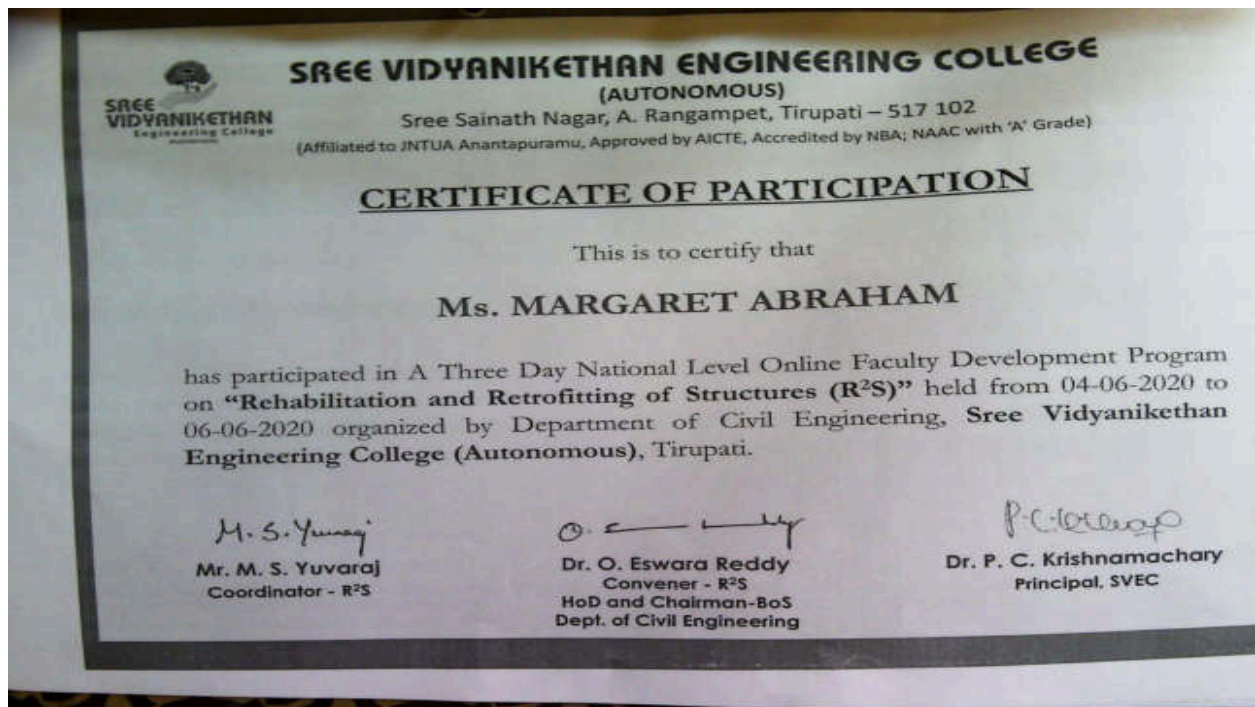 SREE VIDYANIKETHAN ENGINEERING COLLEGE
(AUTONOMOUS)
Sree Sainath Nagar, A. Rangampet, Tirupati – 517 102
(Affiliated to JNTUA Anantapuramu, Approved by AICTE, Accredited by NBA; NAAC with ‘A’ Grade)
SREE
VIDYANIKETHAN
Engineering College
CERTIFICATE OF PARTICIPATION
This is to certify that
Ms. MARGARET ABRAHAM
has participated in A Three Day National Level Online Faculty Development Program
on “Rehabilitation and Retrofitting of Structures (R²S)” held from 04-06-2020 to
06-06-2020 organized by Department of Civil Engineering, Sree Vidyanikethan
Engineering College (Autonomous), Tirupati.
M. S. Yuvaraj
Mr. M. S. Yuvaraj
Coordinator - R²S
Dr. O. Eswara Reddy
Convener - R²S
HoD and Chairman-BoS
Dept. of Civil Engineering
Dr. P. C. Krishnamachary
Principal, SVEC